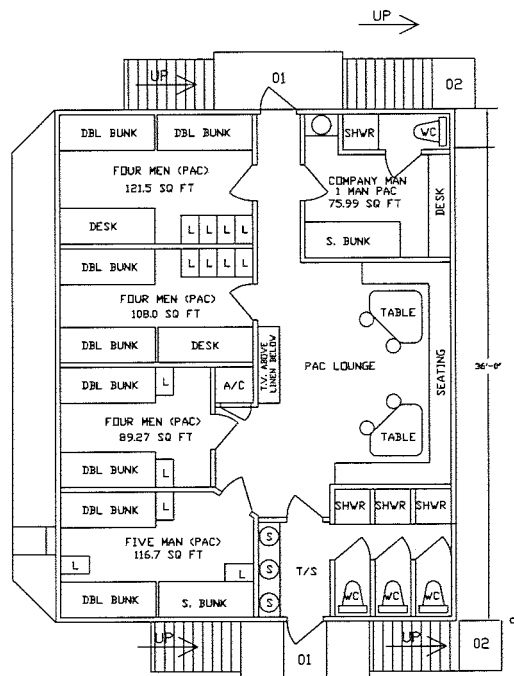 UP
UP
01
02
DBL BUNK
DBL BUNK
SHWR
WC
FOUR MEN (PAC)
121.5 SQ FT
COMPANY MAN
1 MAN PAC
75.99 SQ FT
DESK
DESK
L L L L
S. BUNK
DBL BUNK
L L L L
FOUR MEN (PAC)
108.0 SQ FT
TABLE
DBL BUNK
DESK
T.V. ABOVE
LINEN BELOW
PAC LOUNGE
SEATING
36'-0"
DBL BUNK
L
A/C
FOUR MEN (PAC)
89.27 SQ FT
TABLE
DBL BUNK
L
DBL BUNK
L
SHWR
SHWR
SHWR
FIVE MAN (PAC)
116.7 SQ FT
S
S
S
T/S
L
L
WC
WC
WC
DBL BUNK
S. BUNK
UP
01
UP
02